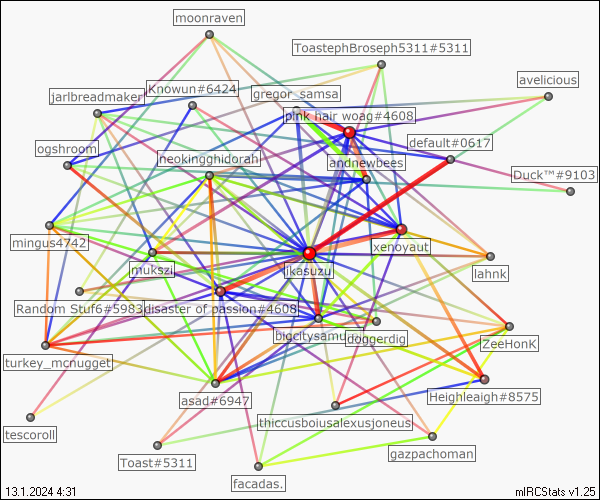 moonraven
ToastephBroseph5311#5311
avelicious
Knowun#6424
gregor_samsa
jarlbreadmaker
pink hair woag#4608
default#0617
ogshroom
neokingghidorah
andnewbees
Duck™#9103
mingus4742
xenoyaut
mukszi
ikasuzu
lahnk
Random Stuf6#5983
disaster of passion#4608
bigcitysamu
doggerdig
ZeeHonK
turkey_mcnugget
asad#6947
Heighleaigh#8575
thiccusboiusalexusjoneus
tescoroll
Toast#5311
gazpachoman
facadas.
13.1.2024 4:31
mIRCStats v1.25